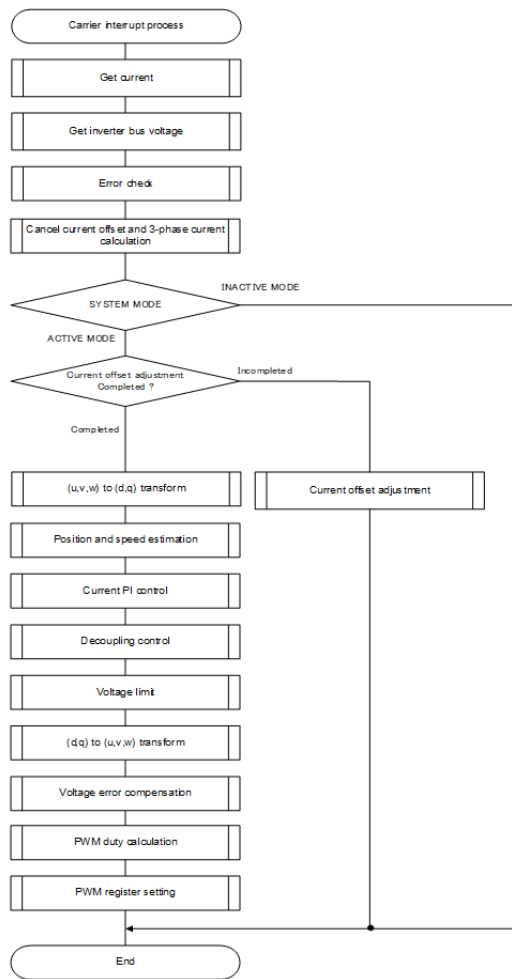 Carrier interrupt process
Get current
Get inverter bus voltage
Error check
Cancel current offset and 3-phase current
calculation
INACTIVE MODE
SYSTEM MODE
ACTIVE MODE
Current offset adjustment
Completed ?
Incompleted
Completed
(u,v,w) to (d,q) transform
Current offset adjustment
Position and speed estimation
Current PI control
Decoupling control
Voltage limit
(d,q) to (u,v,w) transform
Voltage error compensation
PWM duty calculation
PWM register setting
End